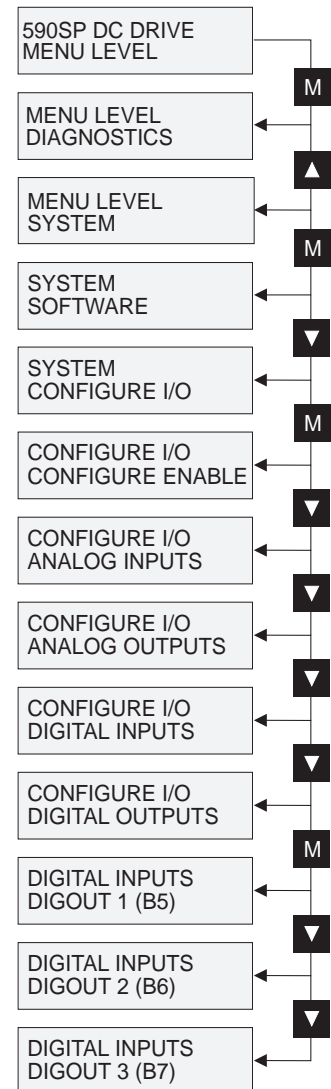 590SP DC DRIVE
MENU LEVEL
M
MENU LEVEL
DIAGNOSTICS
▲
MENU LEVEL
SYSTEM
M
SYSTEM
SOFTWARE
▼
SYSTEM
CONFIGURE I/O
M
CONFIGURE I/O
CONFIGURE ENABLE
▼
CONFIGURE I/O
ANALOG INPUTS
▼
CONFIGURE I/O
ANALOG OUTPUTS
▼
CONFIGURE I/O
DIGITAL INPUTS
▼
CONFIGURE I/O
DIGITAL OUTPUTS
M
DIGITAL INPUTS
DIGOUT 1 (B5)
▼
DIGITAL INPUTS
DIGOUT 2 (B6)
▼
DIGITAL INPUTS
DIGOUT 3 (B7)